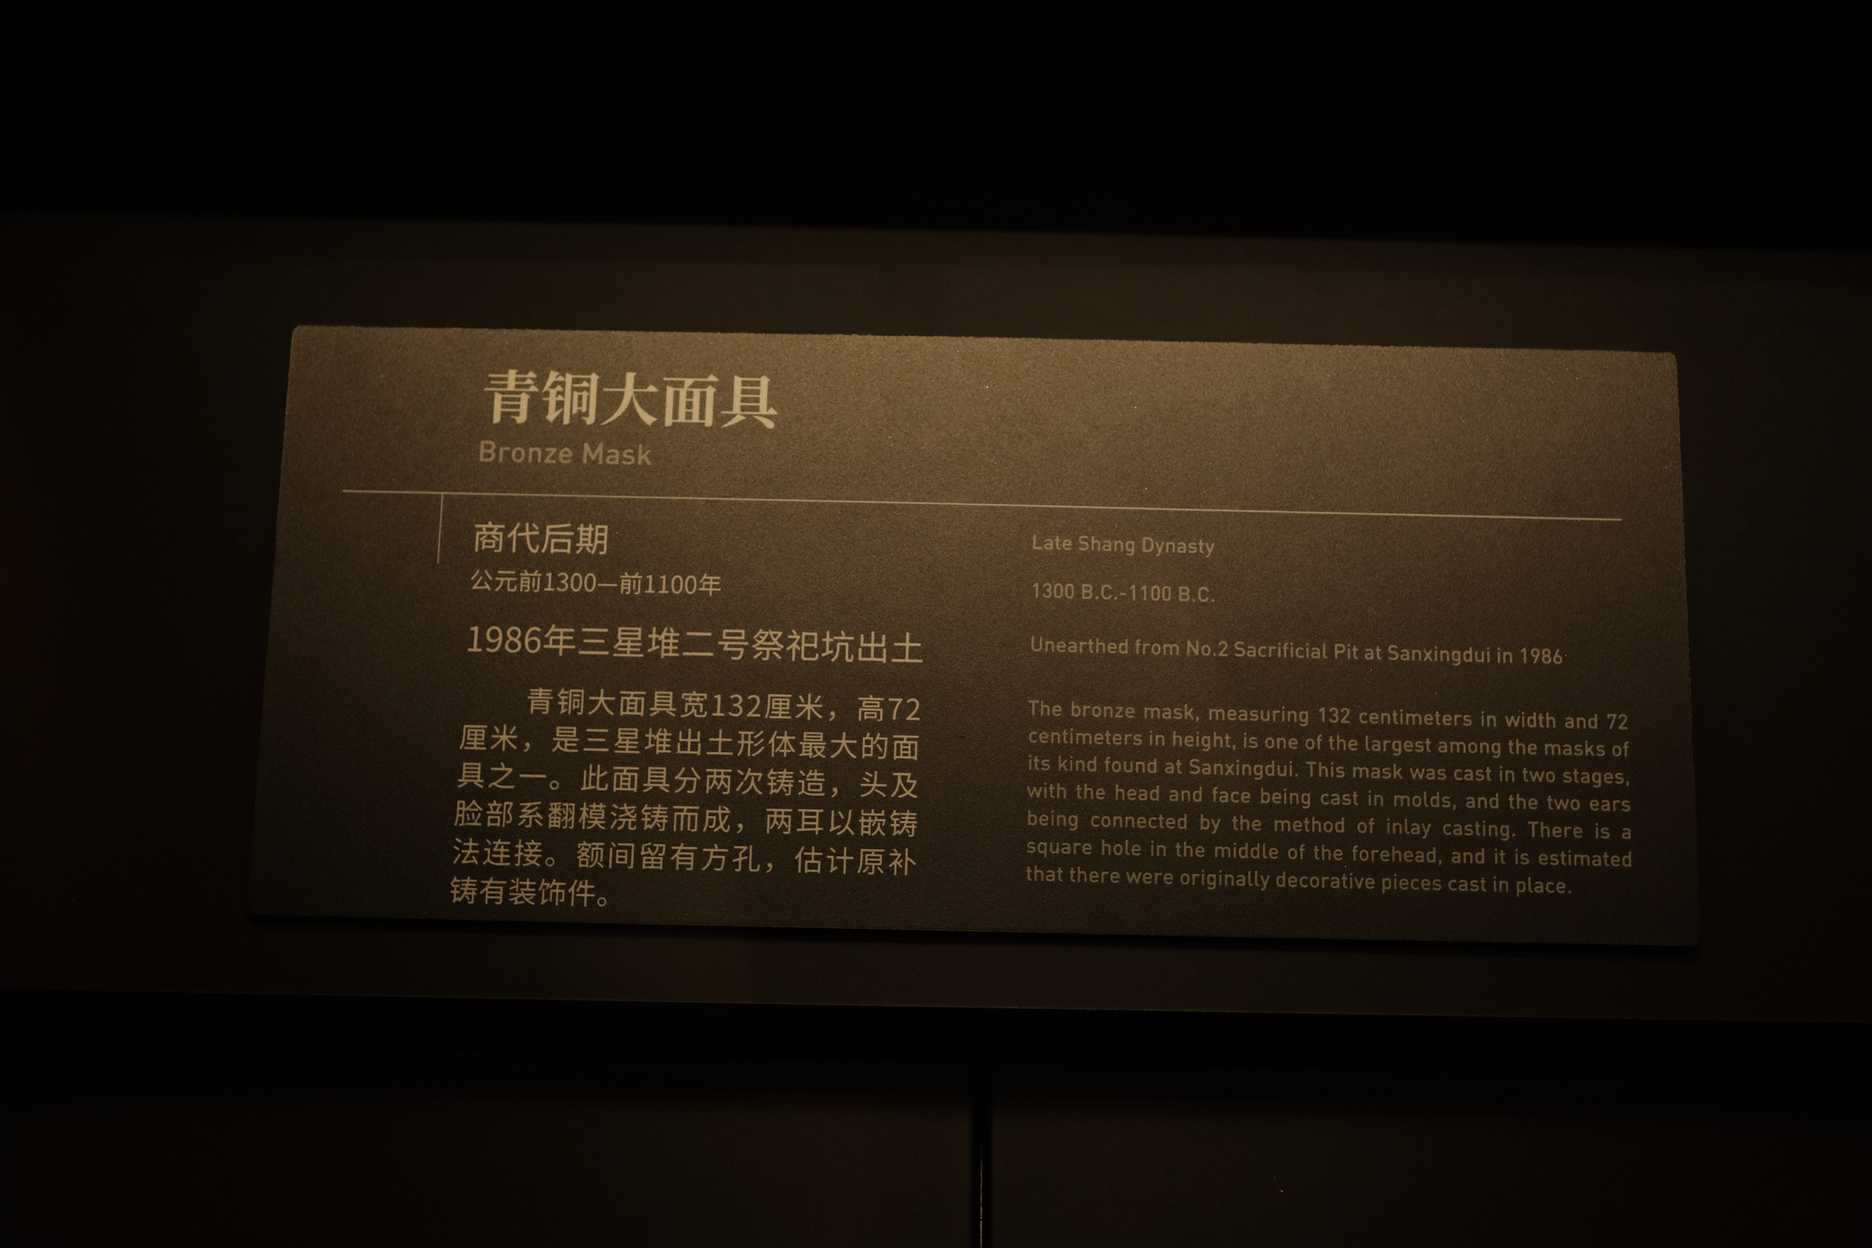 青铜大面具
Bronze Mask
商代后期
公元前1300—前1100年
1986年三星堆二号祭祀坑出土
青铜大面具宽132厘米，高72
厘米，是三星堆出土形体最大的面
具之一。此面具分两次铸造，头及
脸部系翻模浇铸而成，两耳以嵌铸
法连接。额间留有方孔，估计原补
铸有装饰件。
Late Shang Dynasty
1300 B.C.-1100 B.C.
Unearthed from No.2 Sacrificial Pit at Sanxingdui in 1986
The bronze mask, measuring 132 centimeters in width and 72
centimeters in height, is one of the largest among the masks of
its kind found at Sanxingdui. This mask was cast in two stages,
with the head and face being cast in molds, and the two ears
being connected by the method of inlay casting. There is a
square hole in the middle of the forehead, and it is estimated
that there were originally decorative pieces cast in place.